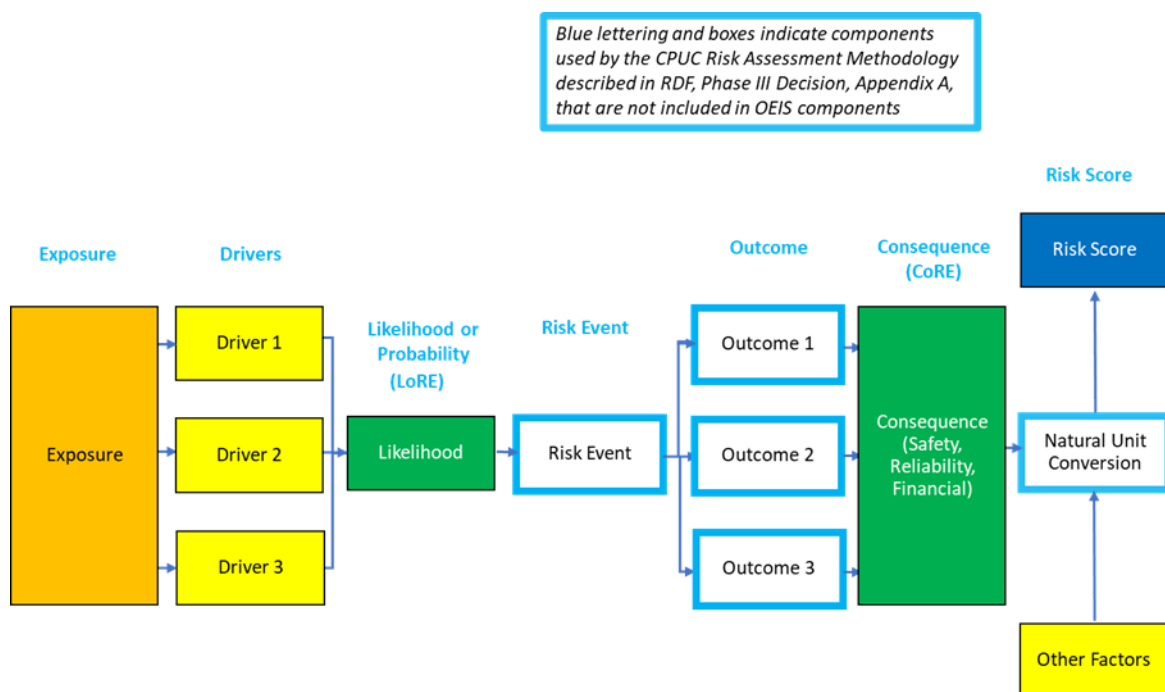 Blue lettering and boxes indicate components
used by the CPUC Risk Assessment Methodology
described in RDF, Phase III Decision, Appendix A,
that are not included in OEIS components
Risk Score
Exposure
Drivers
Outcome
Consequence
(CoRE)
Risk Score
Likelihood or
Probability
(LoRE)
Risk Event
Driver 1
Outcome 1
Exposure
Driver 2
Likelihood
Risk Event
Outcome 2
Consequence
(Safety,
Reliability,
Financial)
Natural Unit
Conversion
Driver 3
Outcome 3
Other Factors